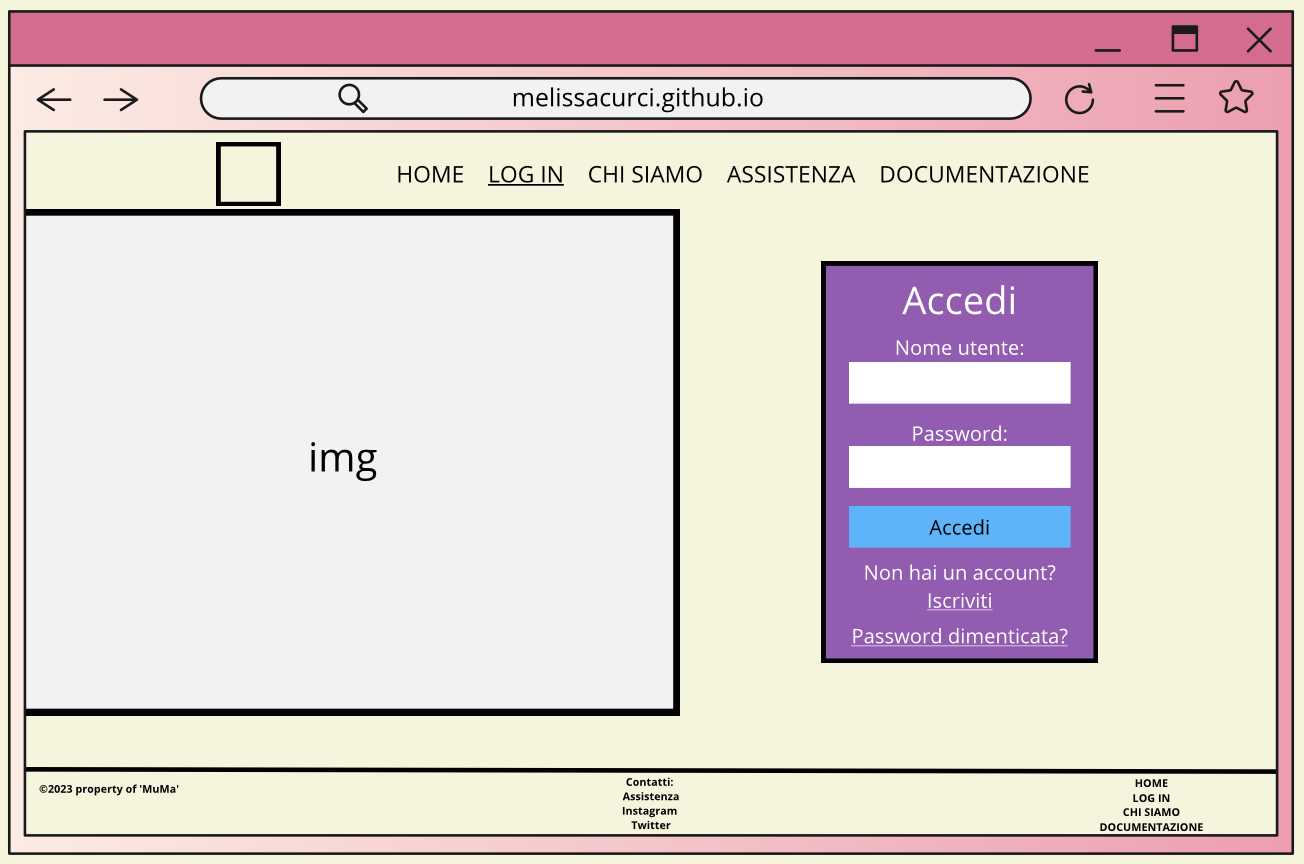 melissacurci.github.io
HOME LOG IN CHI SIAMO ASSISTENZA DOCUMENTAZIONE
img
Accedi
Nome utente:
Password:
Accedi
Non hai un account?
Iscriviti
Password dimenticata?
©2023 property of 'MuMa'
Contatti:
Assistenza
Instagram
Twitter
HOME
LOG IN
CHI SIAMO
DOCUMENTAZIONE